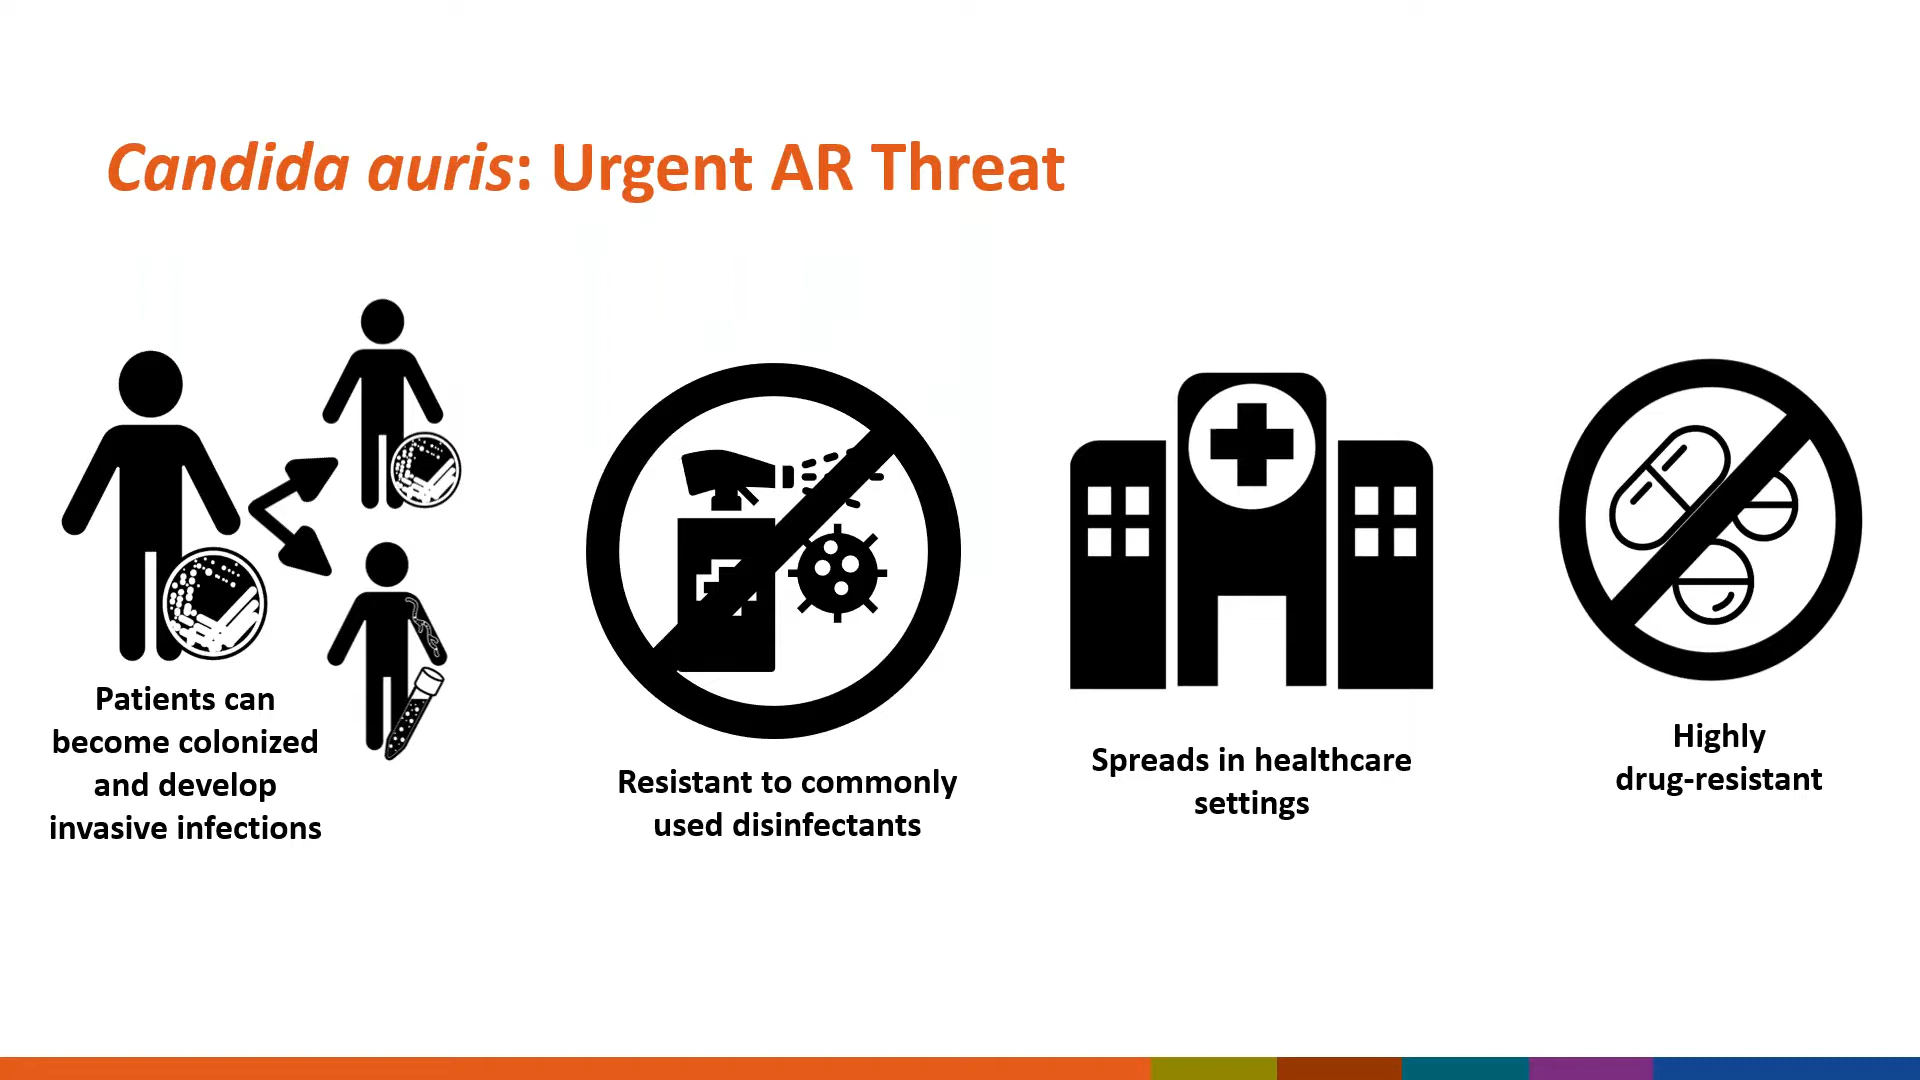 Candida auris: Urgent AR Threat
Patients can
become colonized
and develop
invasive infections
Resistant to commonly
used disinfectants
Spreads in healthcare
settings
Highly
drug-resistant